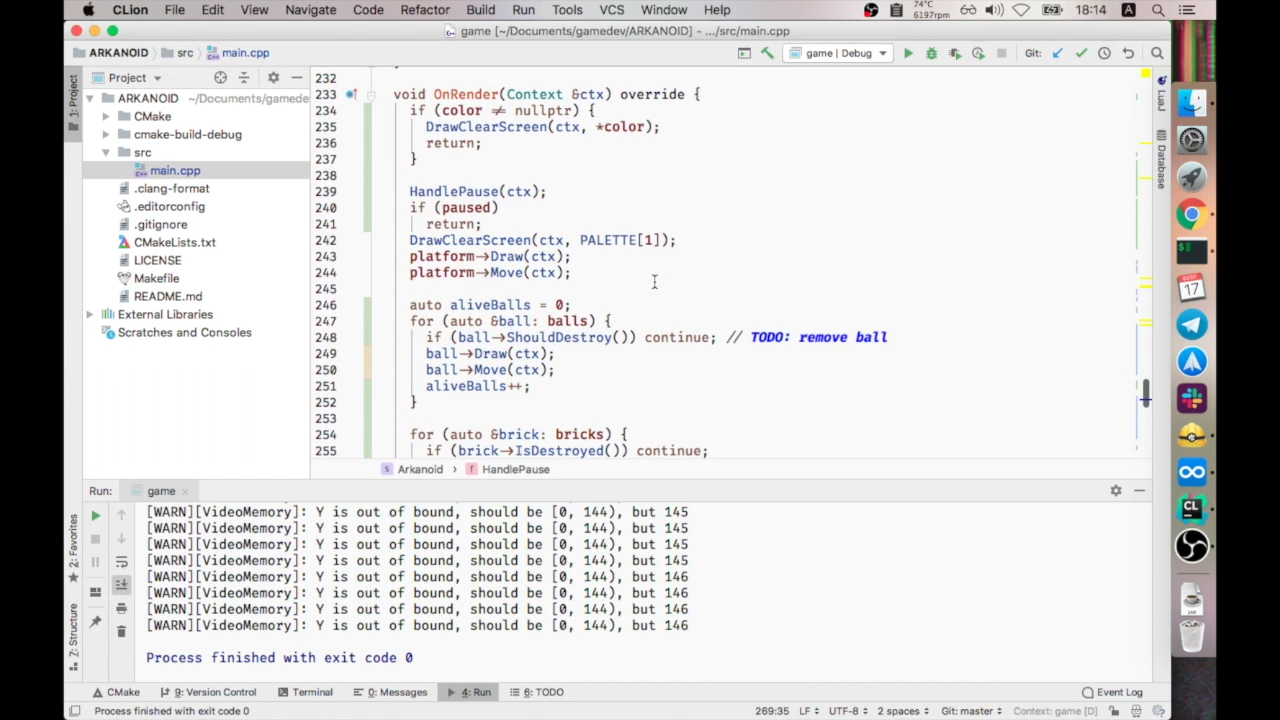 CLion File Edit View Navigate Code Refactor Build Run Tools VCS Window Help 74°C 6197rpm 18:14 A
game [~/Documents/gamedev/ARKANOID] - .../src/main.cpp
ARKANOID src main.cpp game | Debug Git:
1: Project
Project
ARKANOID ~/Documents/gamede
CMake
cmake-build-debug
src
main.cpp
.clang-format
.editorconfig
.gitignore
CMakeLists.txt
LICENSE
Makefile
README.md
External Libraries
Scratches and Consoles
232
233 void OnRender(Context &ctx) override {
234 if (color ≠ nullptr) {
235 DrawClearScreen(ctx, *color);
236 return;
237 }
238
239 HandlePause(ctx);
240 if (paused)
241 return;
242 DrawClearScreen(ctx, PALETTE[1]);
243 platform→Draw(ctx);
244 platform→Move(ctx);
245
246 auto aliveBalls = 0;
247 for (auto &ball: balls) {
248 if (ball→ShouldDestroy()) continue; // TODO: remove ball
249 ball→Draw(ctx);
250 ball→Move(ctx);
251 aliveBalls++;
252 }
253
254 for (auto &brick: bricks) {
255 if (brick→IsDestroyed()) continue;
Arkanoid › HandlePause
LuaJ
Database
17
CL
Run: game
2: Favorites
7: Structure
[WARN][VideoMemory]: Y is out of bound, should be [0, 144), but 145
[WARN][VideoMemory]: Y is out of bound, should be [0, 144), but 145
[WARN][VideoMemory]: Y is out of bound, should be [0, 144), but 145
[WARN][VideoMemory]: Y is out of bound, should be [0, 144), but 145
[WARN][VideoMemory]: Y is out of bound, should be [0, 144), but 146
[WARN][VideoMemory]: Y is out of bound, should be [0, 144), but 146
[WARN][VideoMemory]: Y is out of bound, should be [0, 144), but 146
[WARN][VideoMemory]: Y is out of bound, should be [0, 144), but 146
Process finished with exit code 0
CMake 9: Version Control Terminal 0: Messages 4: Run 6: TODO Event Log
Process finished with exit code 0 269:35 LF UTF-8 2 spaces Git: master Context: game [D]